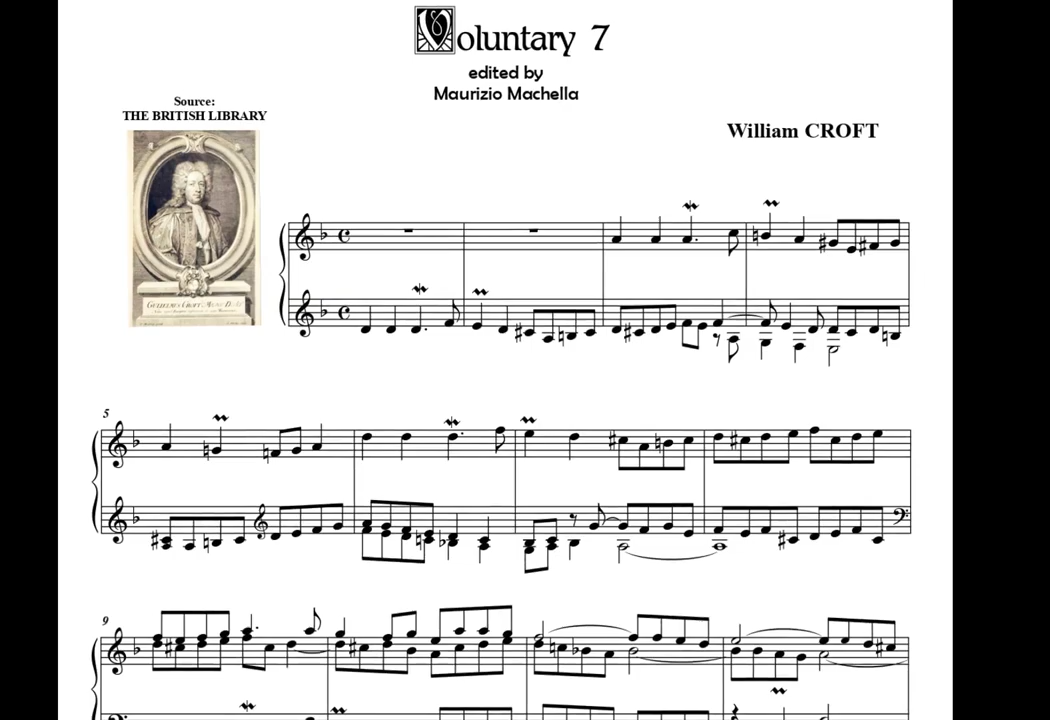 Voluntary 7
edited by
Maurizio Machella
Source:
THE BRITISH LIBRARY
William CROFT
5
9